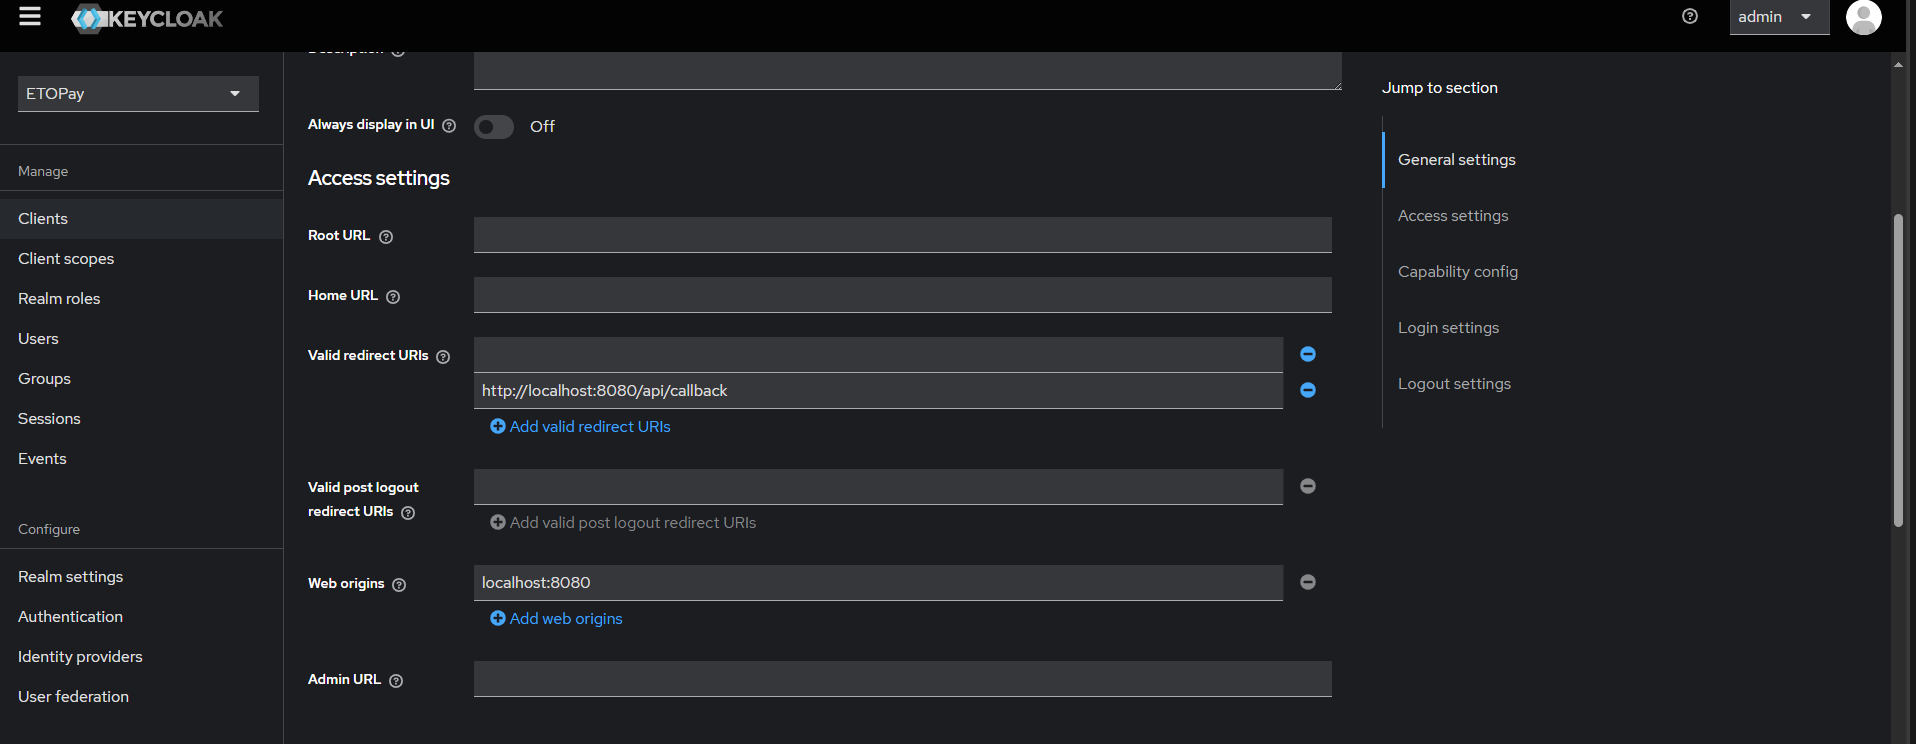 KEYCLOAK
admin
ETOPay
Manage
Clients
Client scopes
Realm roles
Users
Groups
Sessions
Events
Configure
Realm settings
Authentication
Identity providers
User federation
Description
Always display in UI
Off
Access settings
Root URL
Home URL
Valid redirect URIs
http://localhost:8080/api/callback
Add valid redirect URIs
Valid post logout
redirect URIs
Add valid post logout redirect URIs
Web origins
localhost:8080
Add web origins
Admin URL
Jump to section
General settings
Access settings
Capability config
Login settings
Logout settings